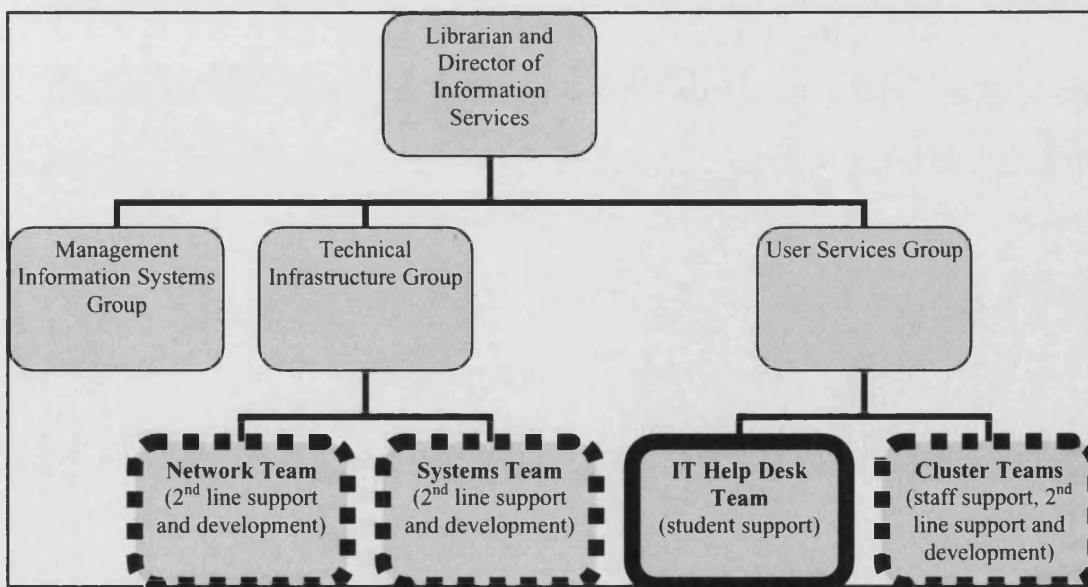 Librarian and
Director of
Information
Services
Management
Information Systems
Group
Technical
Infrastructure Group
User Services Group
Network Team
(2nd line support
and development)
Systems Team
(2nd line support
and development)
IT Help Desk
Team
(student support)
Cluster Teams
(staff support, 2nd
line support and
development)